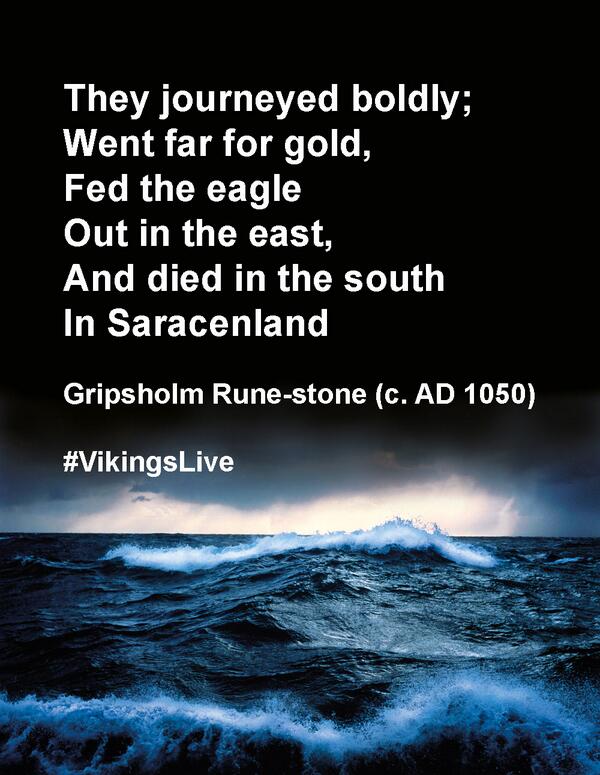 They journeyed boldly;
Went far for gold,
Fed the eagle
Out in the east,
And died in the south
In Saracenland
Gripsholm Rune-stone (c. AD 1050)
#VikingsLive